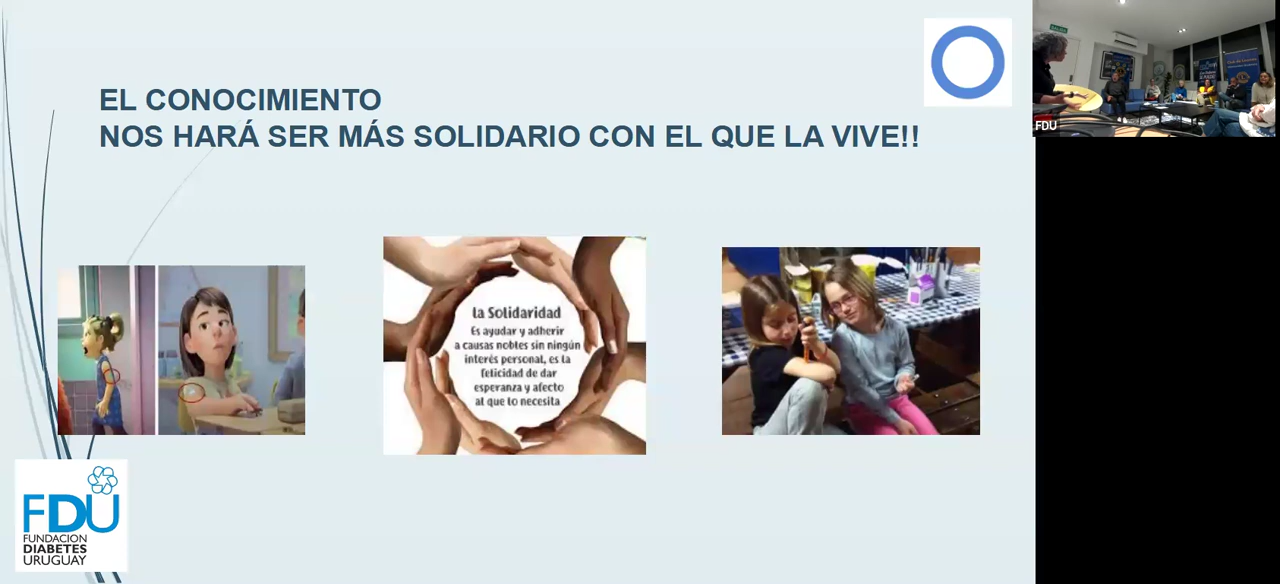 EL CONOCIMIENTO
NOS HARÁ SER MÁS SOLIDARIO CON EL QUE LA VIVE!!
la Solidaridad
Es ayudar y adherir
a causas nobles sin ningún
interés personal, es la
felicidad de dar
esperanza y afecto
al que lo necesita
FDU
FUNDACION
DIABETES
URUGUAY
FDU